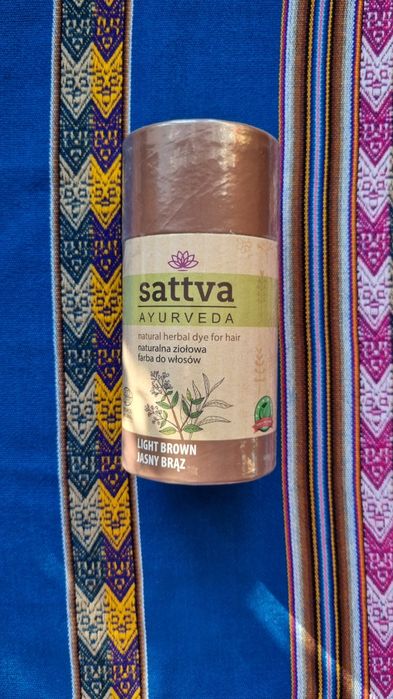 sattva
AYURVEDA
natural herbal dye for hair
naturalna ziołowa
farba do włosów
LIGHT BROWN
JASNY BRĄZ